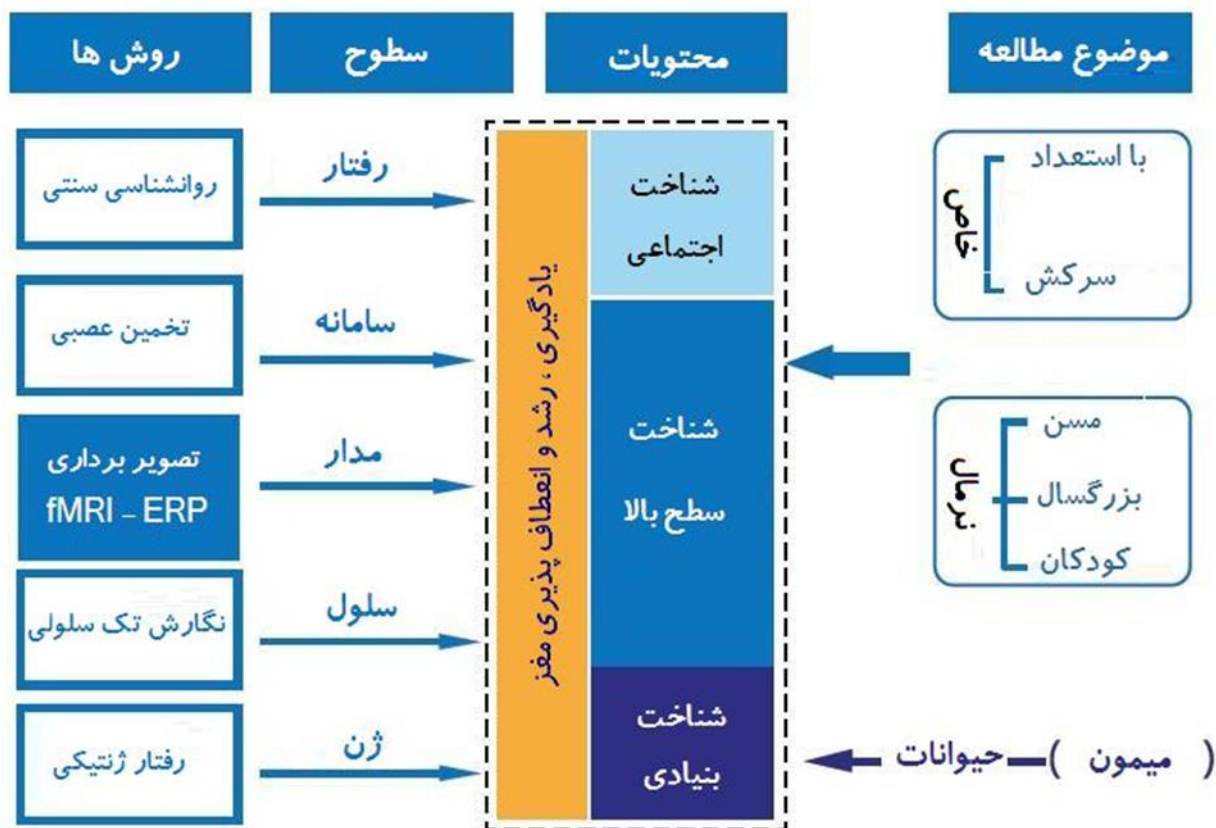 موضوع مطالعه
محتویات
سطوح
روش ها
با استعداد
خاص
سرکش
مسن
نرمال
بزرگسال
کودکان
( میمون ) حیوانات
شناخت
اجتماعی
شناخت
سطح بالا
شناخت
بنیادی
یادگیری ، رشد و انعطاف پذیری مغز
رفتار
سامانه
مدار
سلول
ژن
روانشناسی سنتی
تخمین عصبی
تصویر برداری
fMRI – ERP
نگارش تک سلولی
رفتار ژنتیکی